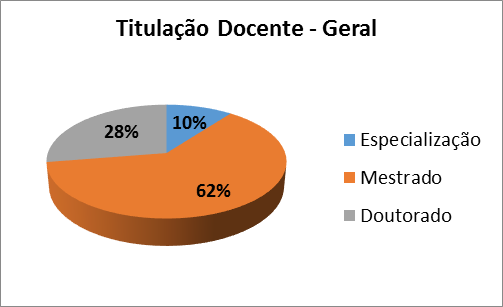 Titulação Docente - Geral
10%
28%
62%
Especialização
Mestrado
Doutorado